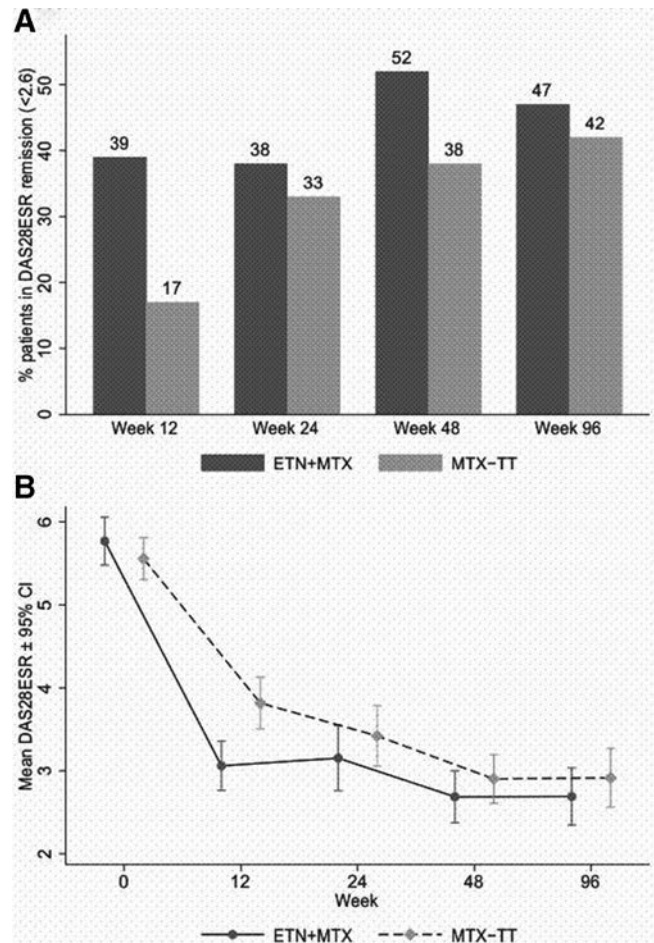 A
% patients in DAS28ESR remission (<2.6)
0 10 20 30 40 50
39 17 38 33 52 38 47 42
Week 12 Week 24 Week 48 Week 96
ETN+MTX MTX-TT
B
Mean DAS28ESR ± 95% CI
2 3 4 5 6
0 12 24 48 96
Week
ETN+MTX MTX-TT